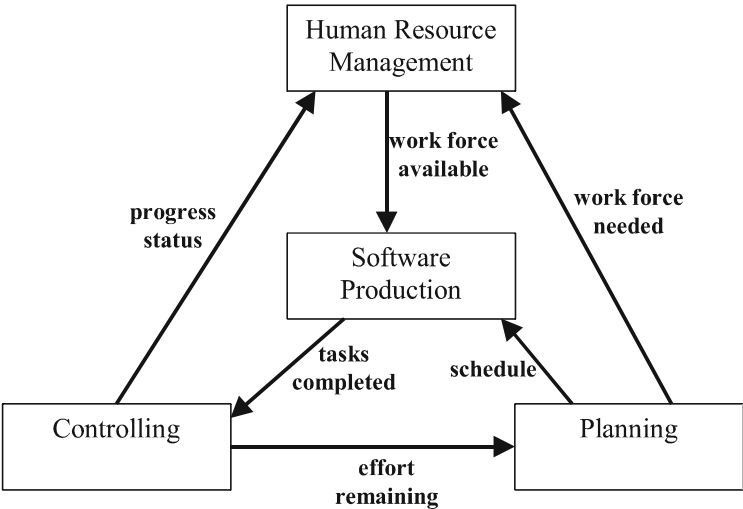 Human Resource
Management
work force
available
progress
status
work force
needed
Software
Production
tasks
completed
schedule
Controlling
Planning
effort
remaining